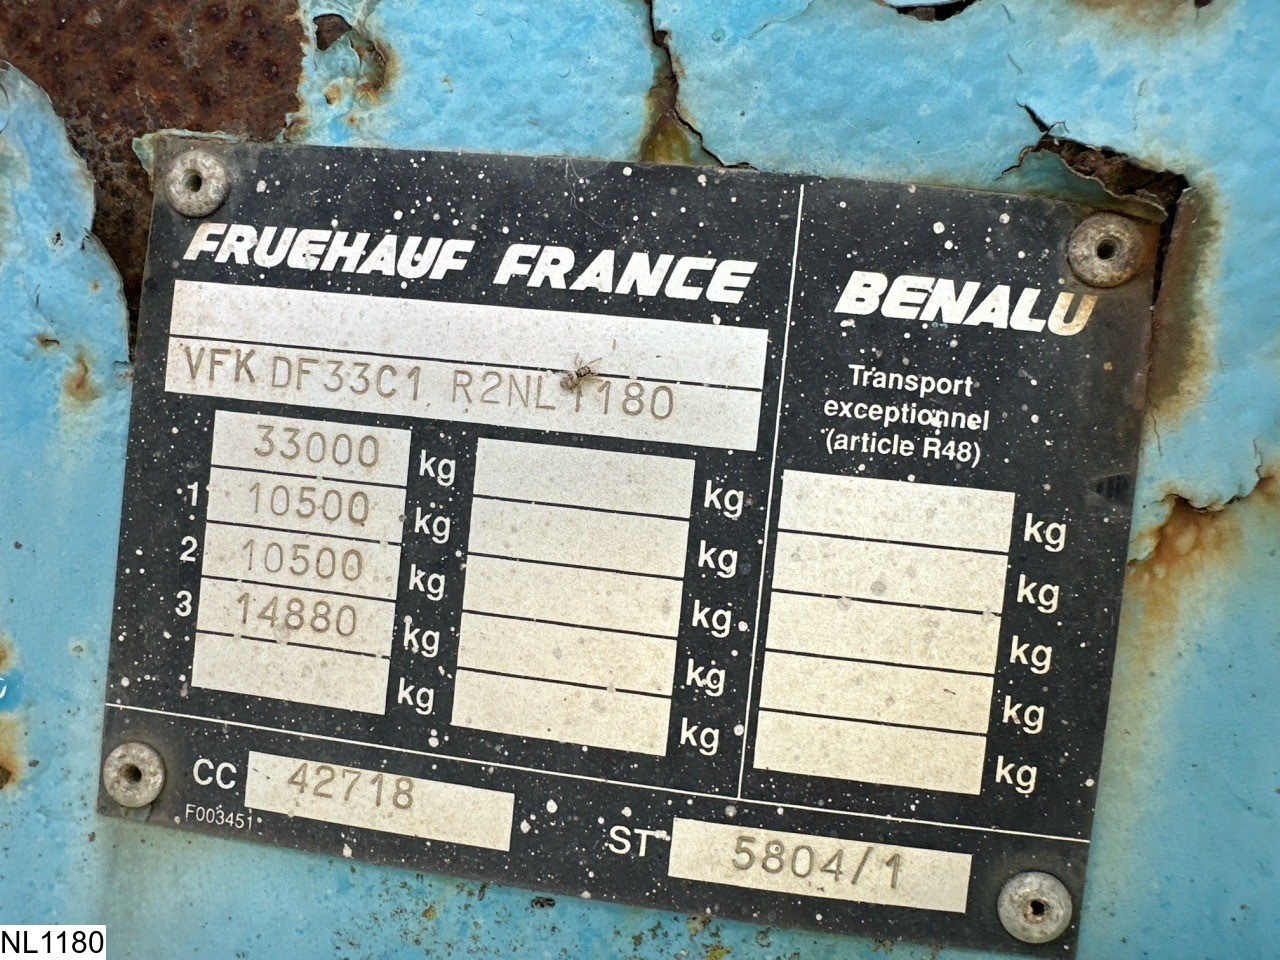 FRUEHAUF FRANCE
VFK DF33C1 R2NL1180
33000 kg
1 10500 kg
2 10500 kg
3 14880 kg
kg
kg
kg
kg
kg
kg
BENALU
Transport
exceptionnel
(article R48)
kg
kg
kg
kg
kg
CC 42718
F003451
ST 5804/1
NL1180